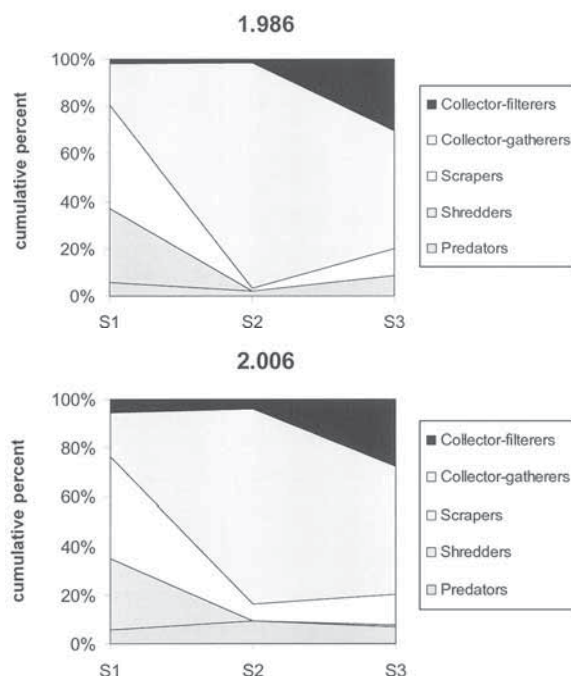 1.986
100%
80%
60%
40%
20%
0%
cumulative percent
S1 S2 S3
Collector-filterers
Collector-gatherers
Scrapers
Shredders
Predators
2.006
100%
80%
60%
40%
20%
0%
cumulative percent
S1 S2 S3
Collector-filterers
Collector-gatherers
Scrapers
Shredders
Predators